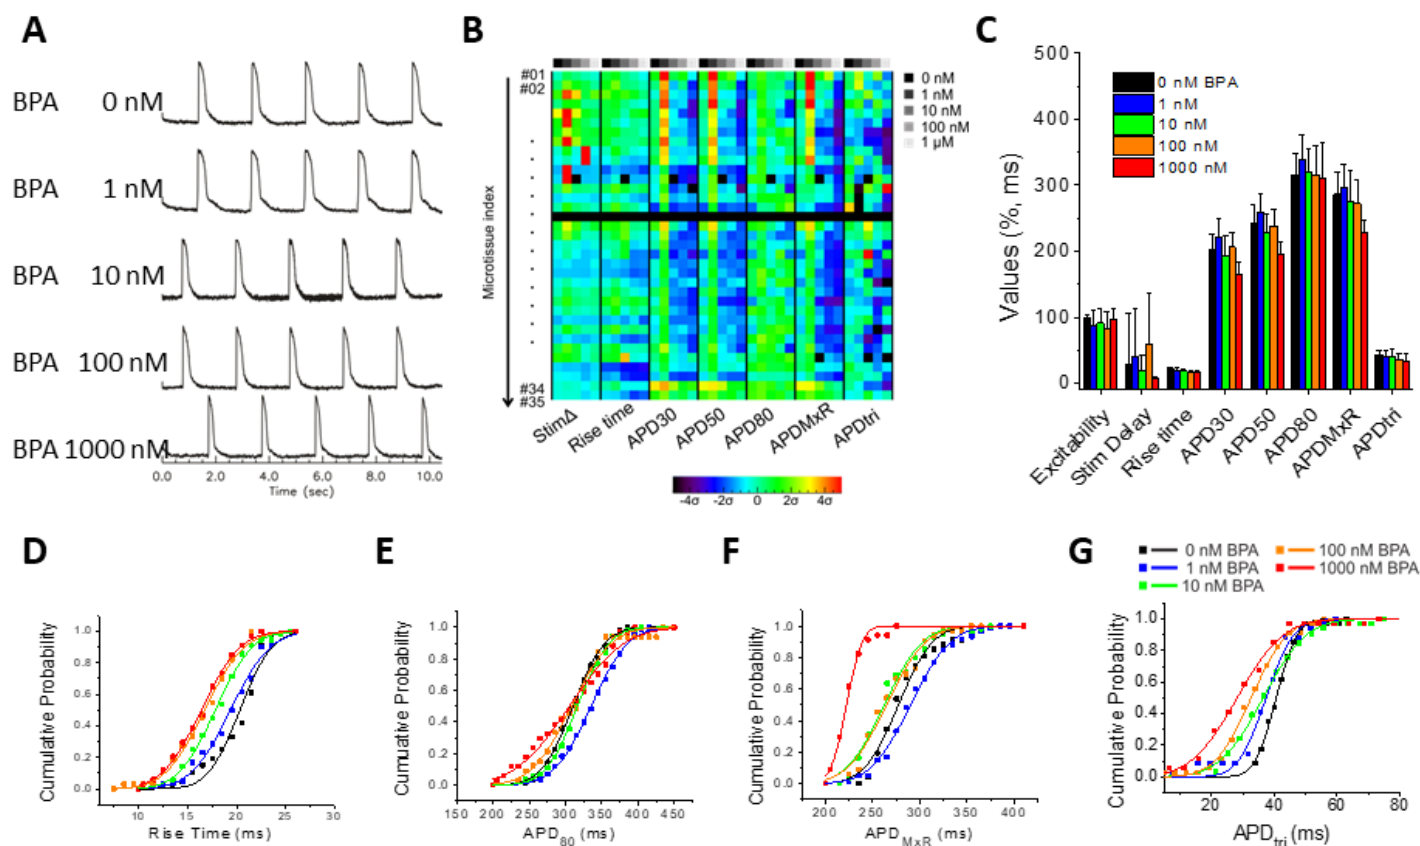 A
BPA 0 nM
BPA 1 nM
BPA 10 nM
BPA 100 nM
BPA 1000 nM
0.0 2.0 4.0 6.0 8.0 10.0
Time (sec)
B
#01
#02
Microtissue index
#34
#35
0 nM
1 nM
10 nM
100 nM
1 µM
StimΔ Rise time APD30 APD50 APD80 APDMxR APDtri
-4σ -2σ 0 2σ 4σ
C
Values (%, ms)
500
400
300
200
100
0
0 nM BPA
1 nM
10 nM
100 nM
1000 nM
Excitability Stim Delay Rise time APD30 APD50 APD80 APDMxR APDtri
D
Cumulative Probability
1.0
0.8
0.6
0.4
0.2
0.0
10 15 20 25 30
Rise Time (ms)
E
Cumuative Probability
1.0
0.8
0.6
0.4
0.2
0.0
150 200 250 300 350 400 450
APD80 (ms)
F
Cumulative Probability
1.0
0.8
0.6
0.4
0.2
0.0
200 250 300 350 400
APDMxR (ms)
G
0 nM BPA 100 nM BPA
1 nM BPA 1000 nM BPA
10 nM BPA
Cumulative Probability
1.0
0.8
0.6
0.4
0.2
0.0
20 40 60 80
APDtri (ms)